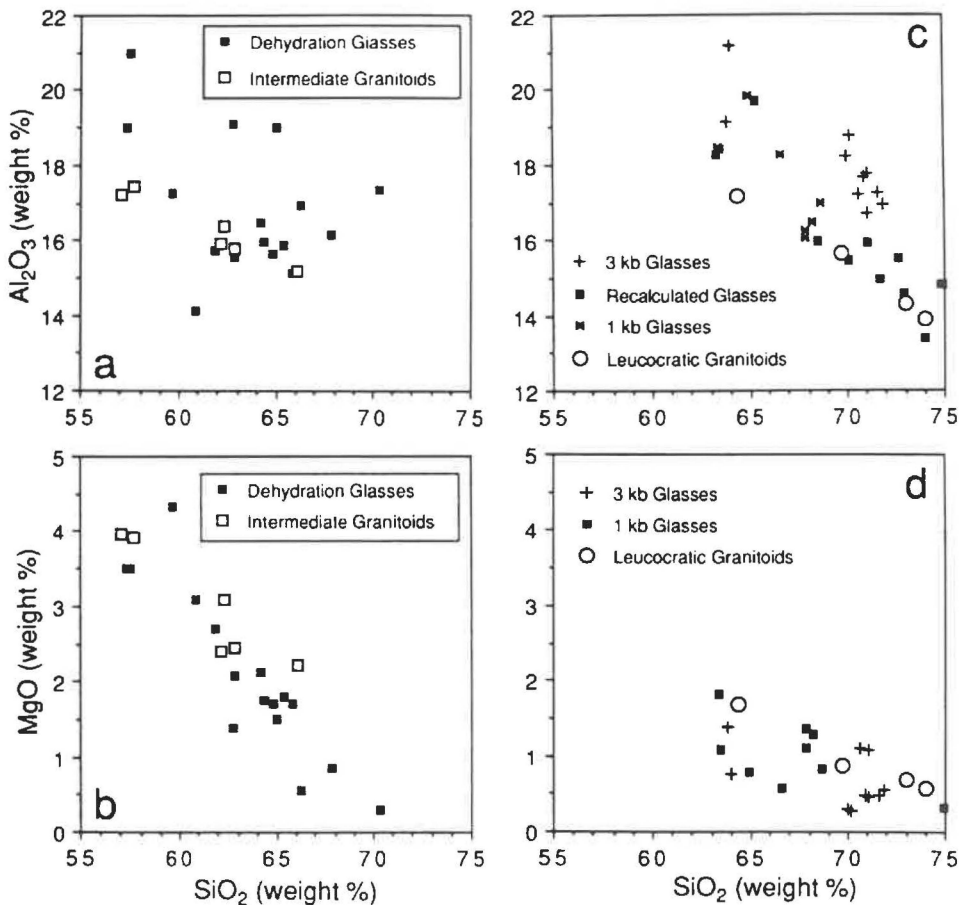 22
20
18
16
14
12
Al₂O₃ (weight %)
Dehydration Glasses
Intermediate Granitoids
a
55 60 65 70 75
22
20
18
16
14
12
c
3 kb Glasses
Recalculated Glasses
1 kb Glasses
Leucocratic Granitoids
55 60 65 70 75
5
4
3
2
1
0
MgO (weight %)
Dehydration Glasses
Intermediate Granitoids
b
55 60 65 70 75
SiO₂ (weight %)
5
4
3
2
1
0
d
3 kb Glasses
1 kb Glasses
Leucocratic Granitoids
55 60 65 70 75
SiO₂ (weight %)